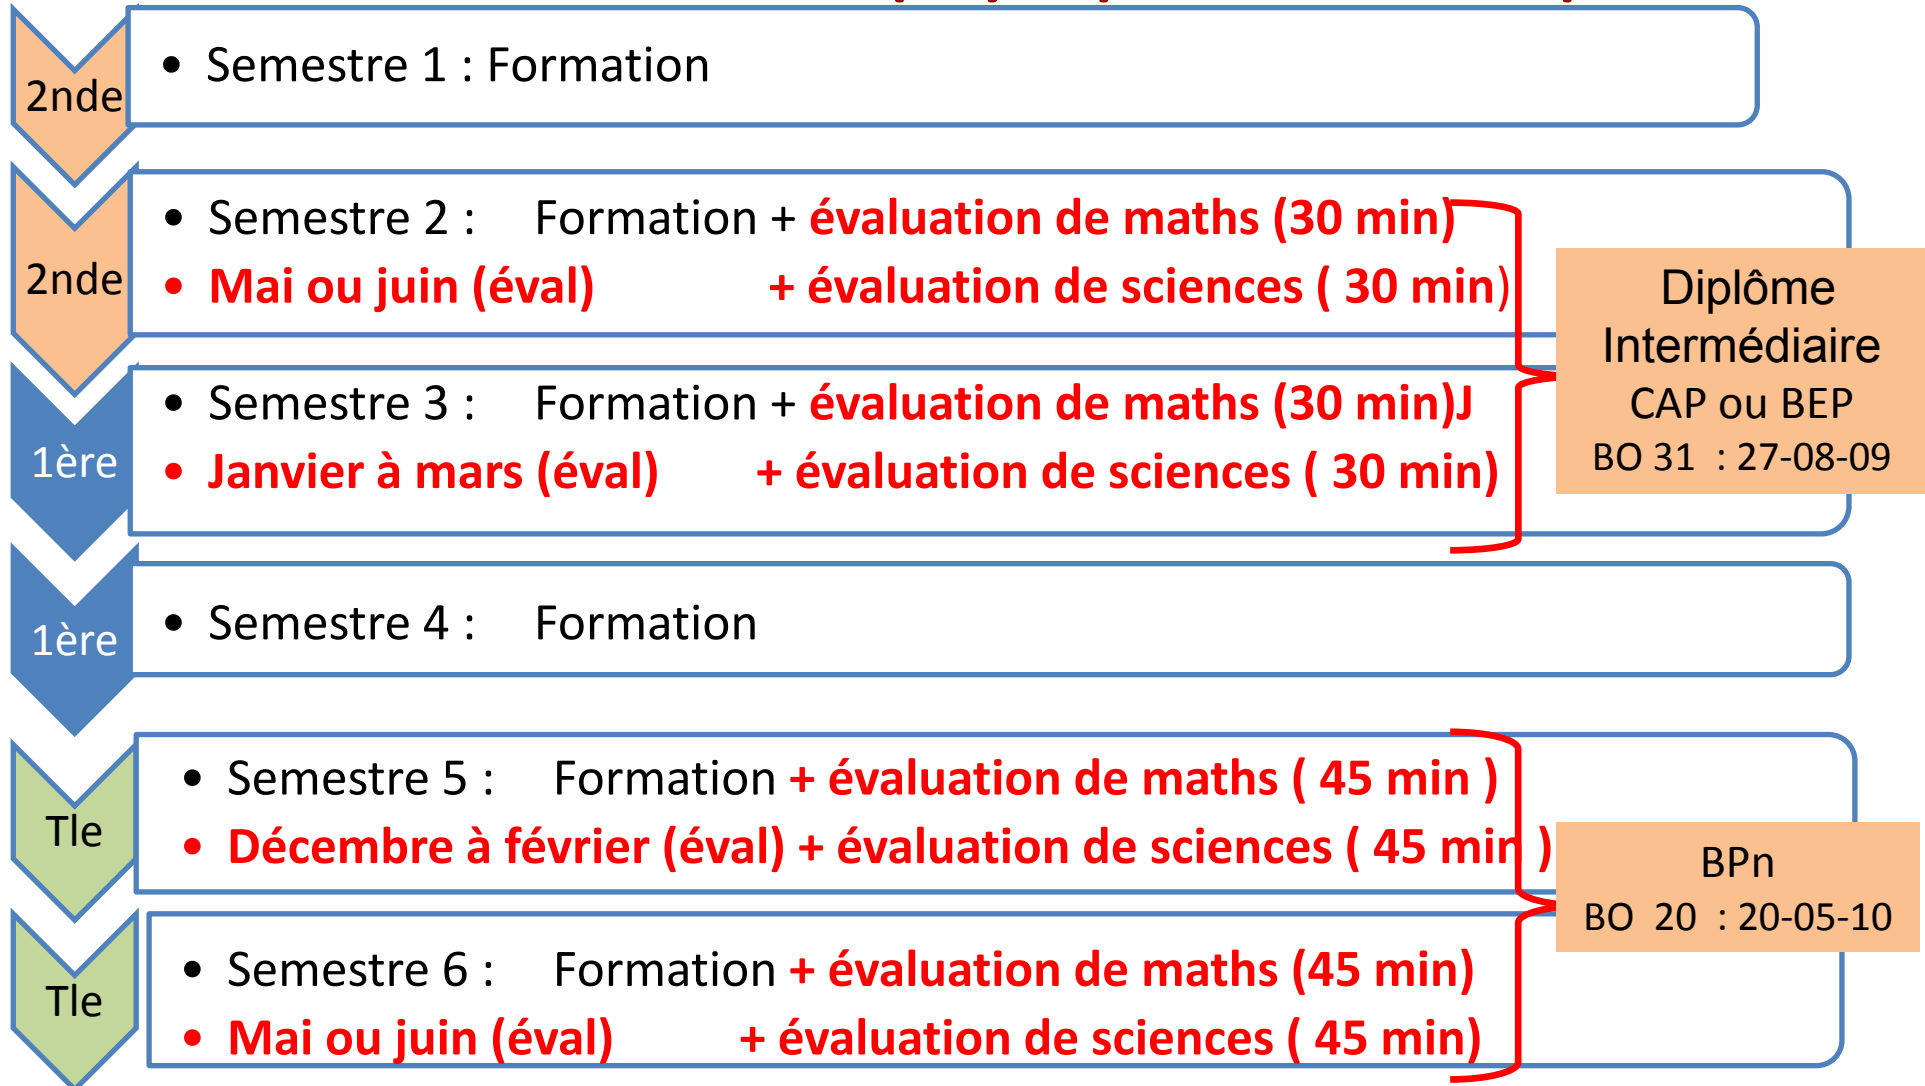 2nde
• Semestre 1 : Formation
2nde
• Semestre 2 : Formation + évaluation de maths (30 min)
• Mai ou juin (éval) + évaluation de sciences ( 30 min)
1ère
• Semestre 3 : Formation + évaluation de maths (30 min)J
• Janvier à mars (éval) + évaluation de sciences ( 30 min)
Diplôme
Intermédiaire
CAP ou BEP
BO 31 : 27-08-09
1ère
• Semestre 4 : Formation
Tle
• Semestre 5 : Formation + évaluation de maths ( 45 min )
• Décembre à février (éval) + évaluation de sciences ( 45 min )
Tle
• Semestre 6 : Formation + évaluation de maths (45 min)
• Mai ou juin (éval) + évaluation de sciences ( 45 min)
BPn
BO 20 : 20-05-10